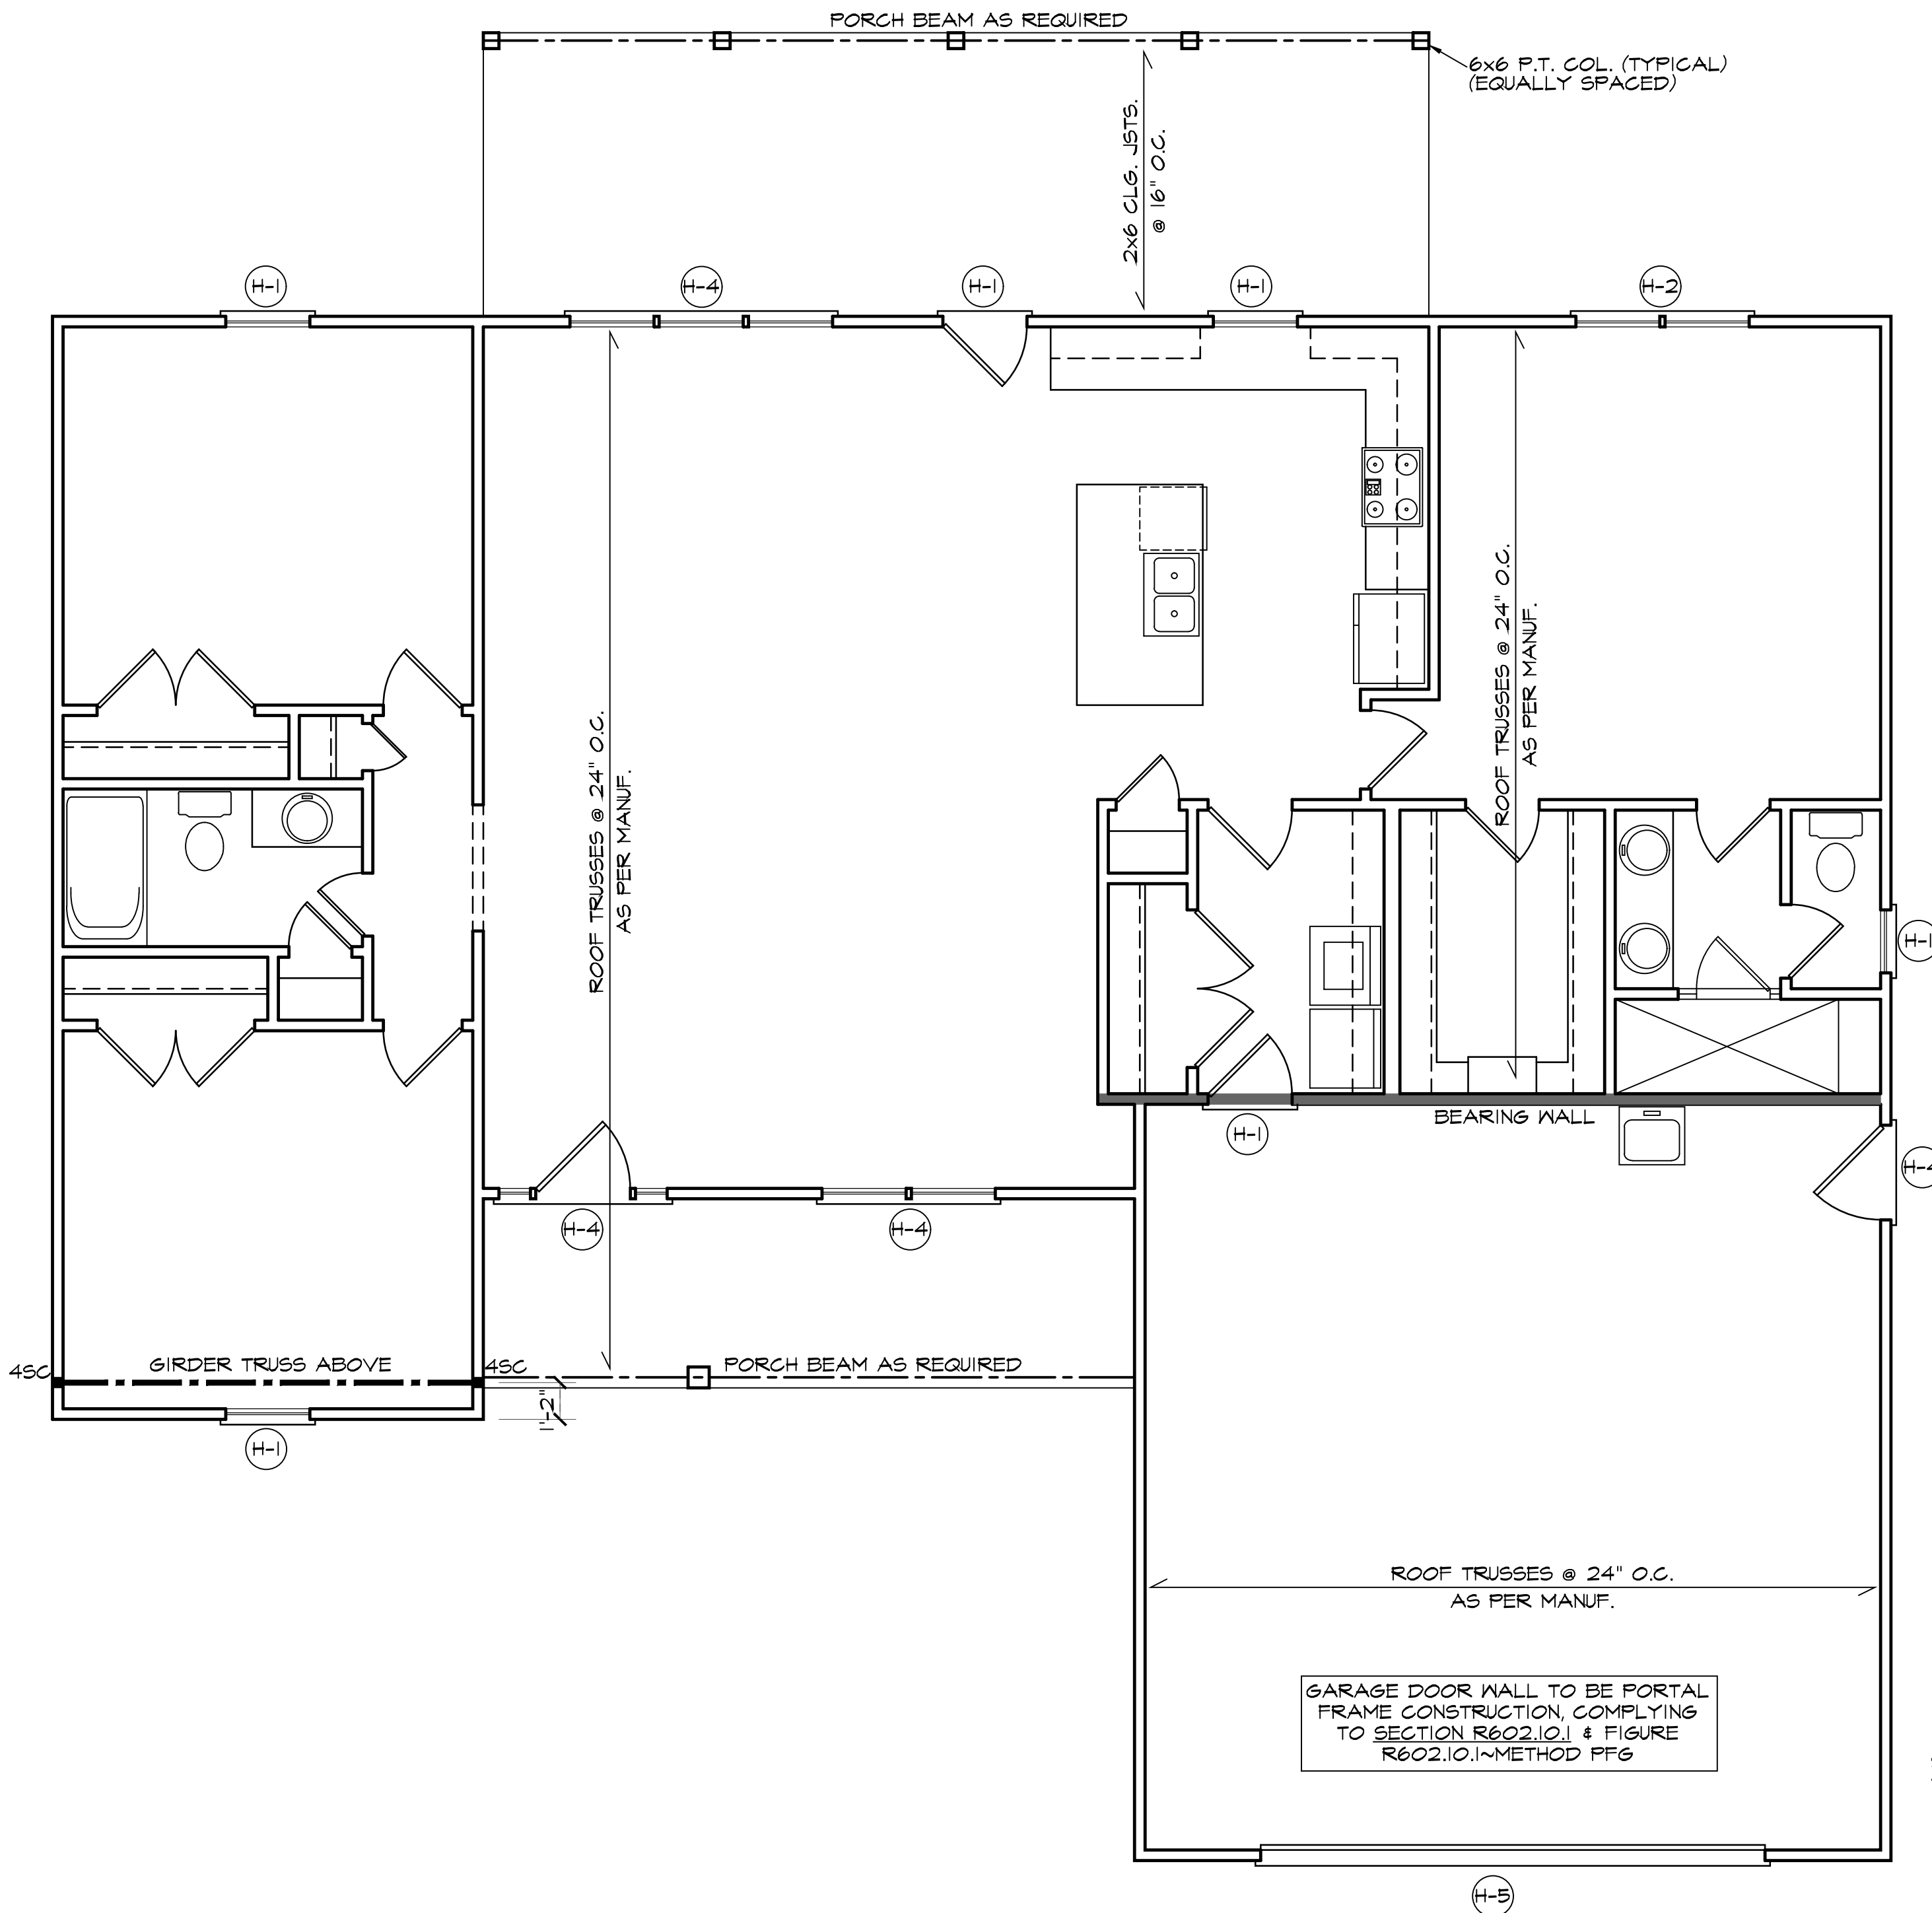 PORCH BEAM AS REQUIRED
6x6 P.T. COL. (TYPICAL)
(EQUALLY SPACED)
2x6 CLG. JSTS.
@ 16" O.C.
H-1
H-4
H-1
H-1
H-2
ROOF TRUSSES @ 24" O.C.
AS PER MANUF.
ROOF TRUSSES @ 24" O.C.
AS PER MANUF.
H-1
BEARING WALL
H-1
H-4
H-4
H-4
4SC
GIRDER TRUSS ABOVE
4SC
PORCH BEAM AS REQUIRED
1'-2"
H-1
ROOF TRUSSES @ 24" O.C.
AS PER MANUF.
GARAGE DOOR WALL TO BE PORTAL
FRAME CONSTRUCTION, COMPLYING
TO SECTION R602.10.1 & FIGURE
R602.10.1~METHOD PFG
H-5